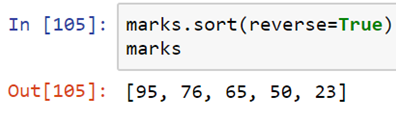 In [105]: marks.sort(reverse=True)
marks
Out[105]: [95, 76, 65, 50, 23]